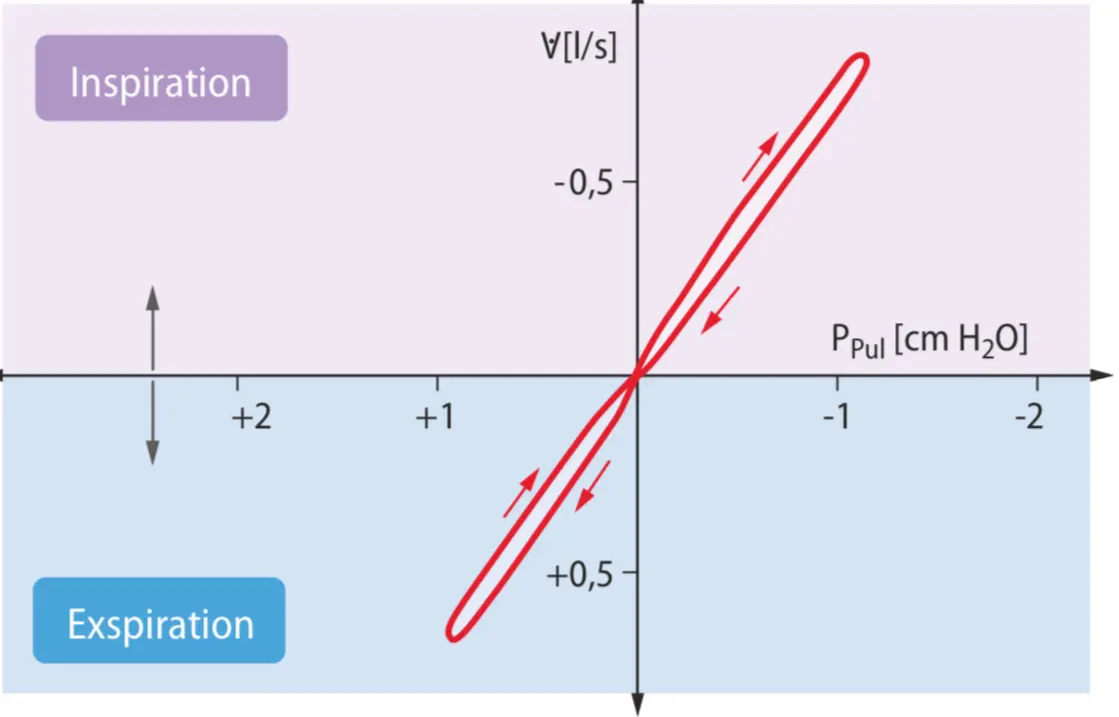 V̇[l/s]
Inspiration
-0,5
P_Pul [cm H₂O]
+2
+1
-1
-2
+0,5
Exspiration